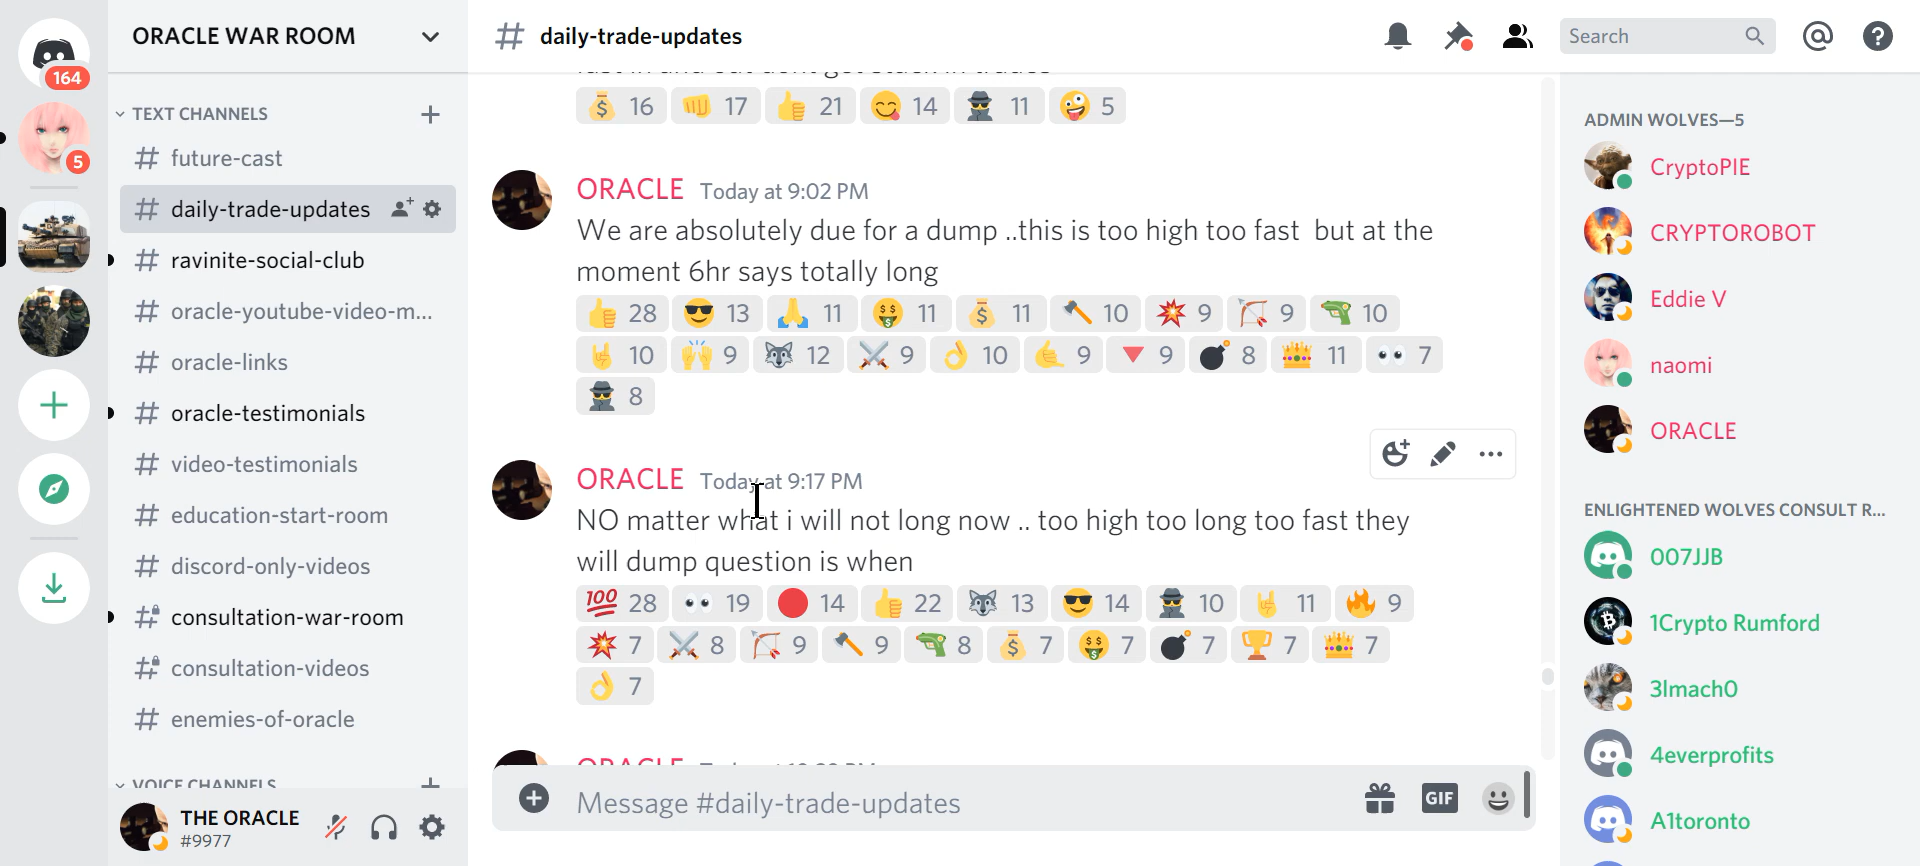 164
5
ORACLE WAR ROOM
TEXT CHANNELS
future-cast
daily-trade-updates
ravinite-social-club
oracle-youtube-video-m...
oracle-links
oracle-testimonials
video-testimonials
education-start-room
discord-only-videos
consultation-war-room
consultation-videos
enemies-of-oracle
VOICE CHANNELS
THE ORACLE
#9977
# daily-trade-updates
Search
16 17 21 14 11 5
ORACLE Today at 9:02 PM
We are absolutely due for a dump ..this is too high too fast but at the
moment 6hr says totally long
28 13 11 11 11 10 9 9 10
10 9 12 9 10 9 9 8 11 7
8
ORACLE Today at 9:17 PM
NO matter what i will not long now .. too high too long too fast they
will dump question is when
100 28 19 14 22 13 14 10 11 9
7 8 9 9 8 7 7 7 7 7
7
ORACLE
Message #daily-trade-updates
GIF
ADMIN WOLVES—5
CryptoPIE
CRYPTOROBOT
Eddie V
naomi
ORACLE
ENLIGHTENED WOLVES CONSULT R...
007JJB
1Crypto Rumford
3lmach0
4everprofits
A1toronto